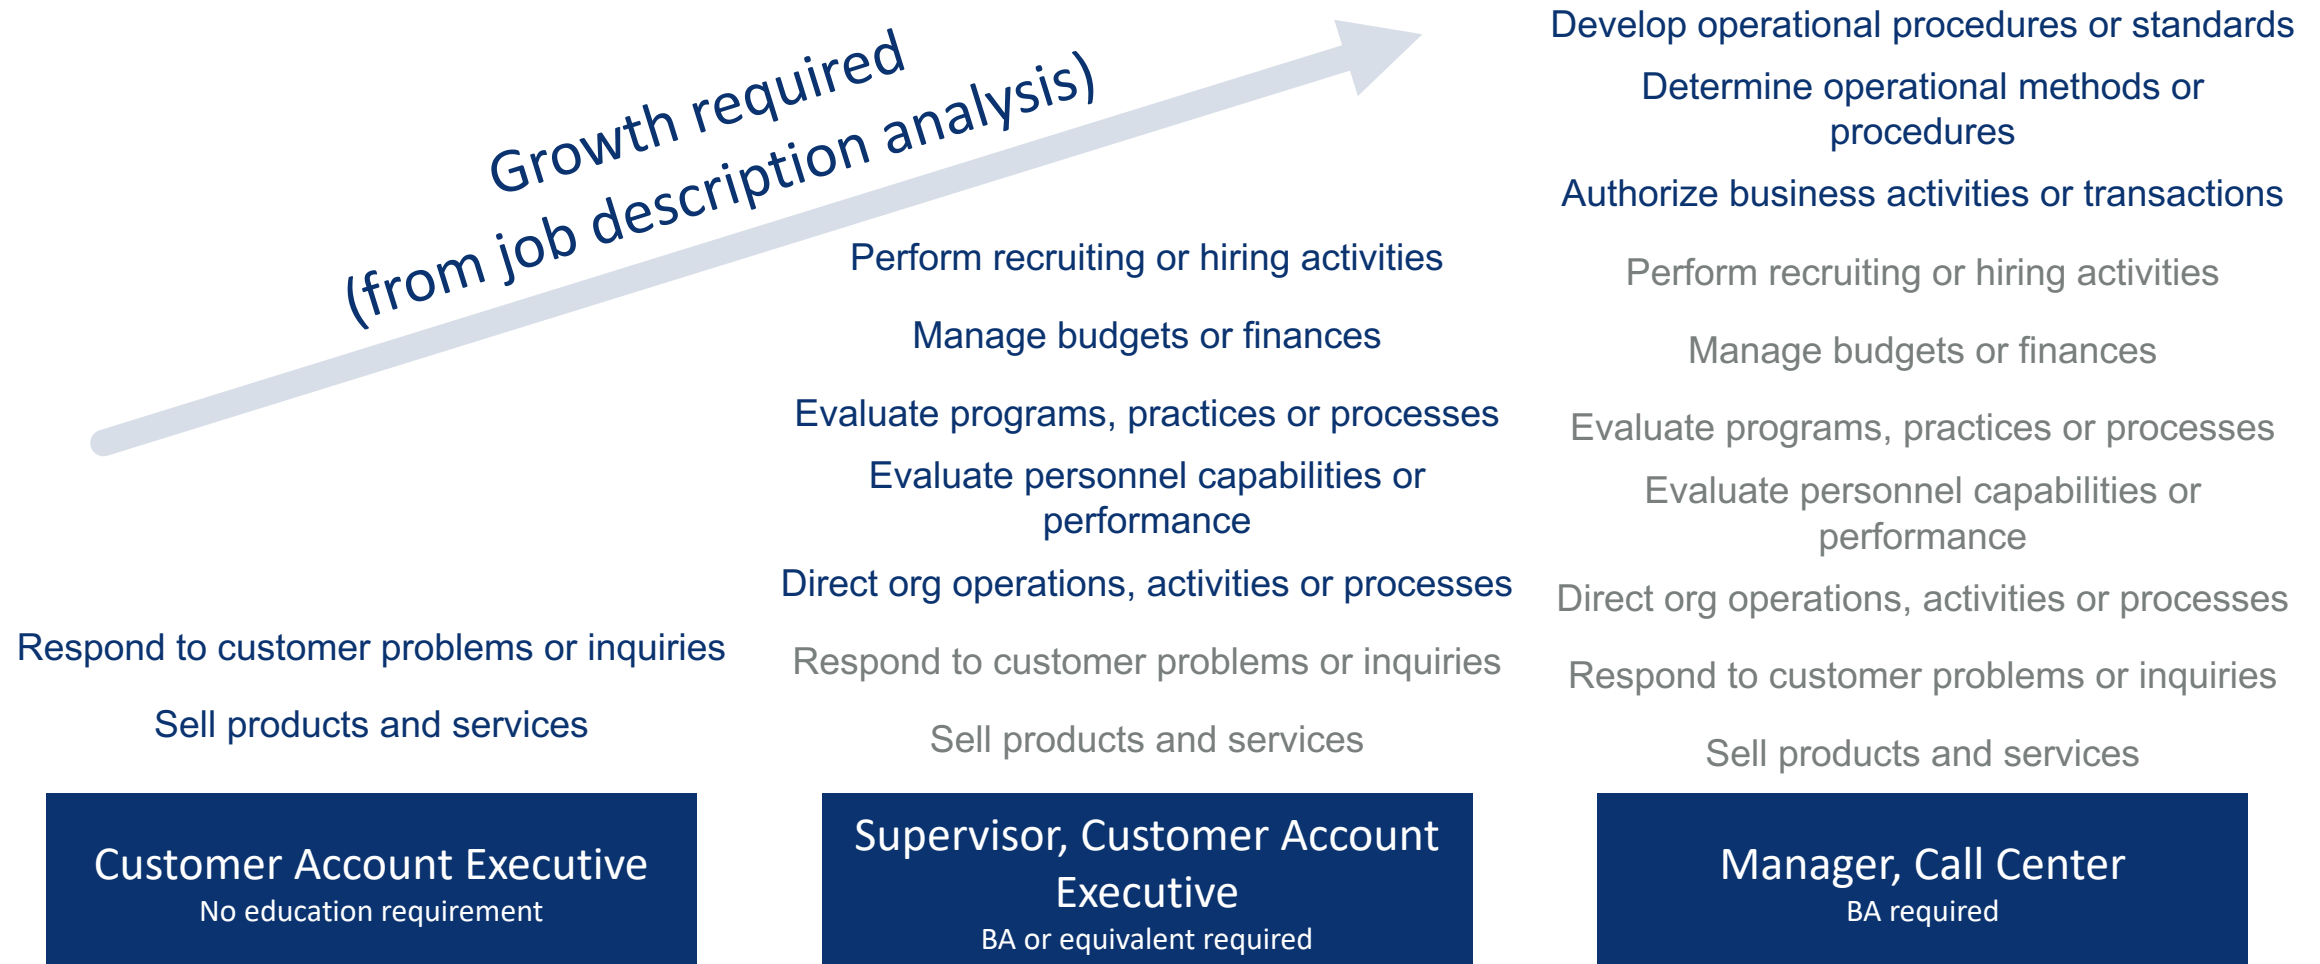 Growth required
(from job description analysis)
Respond to customer problems or inquiries
Sell products and services
Customer Account Executive
No education requirement
Perform recruiting or hiring activities
Manage budgets or finances
Evaluate programs, practices or processes
Evaluate personnel capabilities or
performance
Direct org operations, activities or processes
Respond to customer problems or inquiries
Sell products and services
Supervisor, Customer Account
Executive
BA or equivalent required
Develop operational procedures or standards
Determine operational methods or
procedures
Authorize business activities or transactions
Perform recruiting or hiring activities
Manage budgets or finances
Evaluate programs, practices or processes
Evaluate personnel capabilities or
performance
Direct org operations, activities or processes
Respond to customer problems or inquiries
Sell products and services
Manager, Call Center
BA required